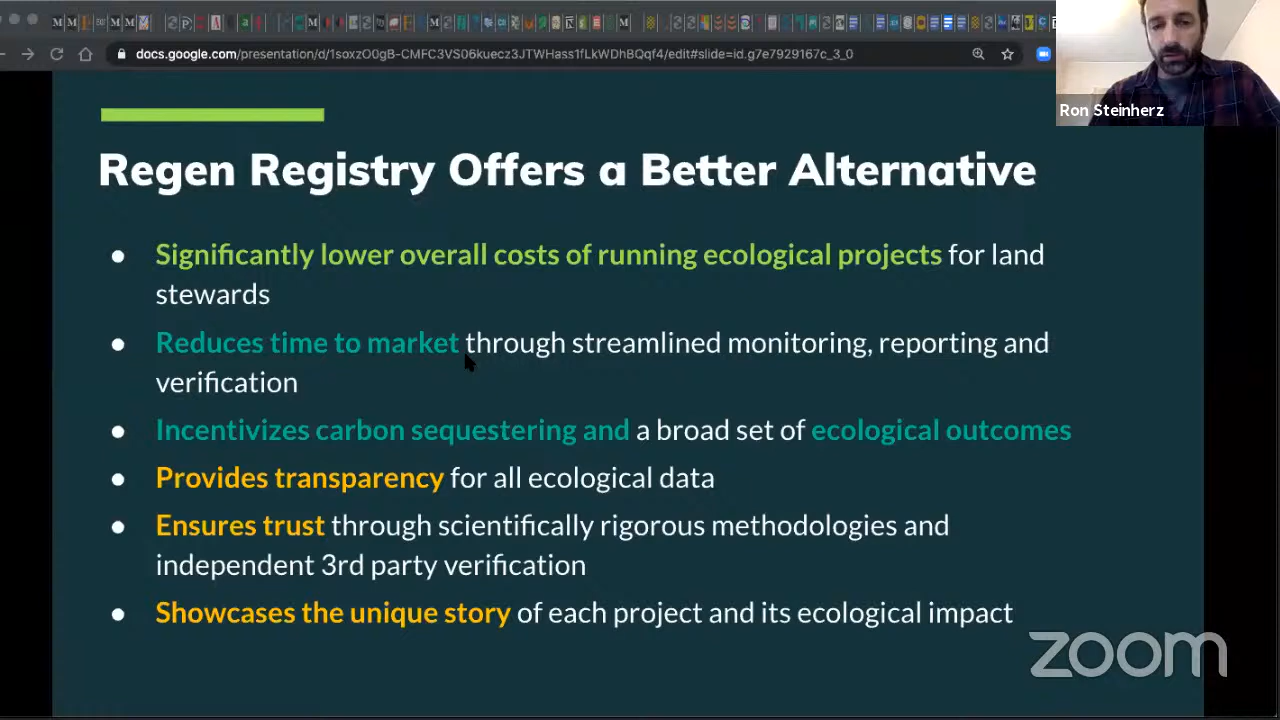 docs.google.com/presentation/d/1soxzO0gB-CMFC3VS06kuecz3JTWHass1fLkWDhBQqf4/edit#slide=id.g7e7929167c_3_0
Ron Steinherz
Regen Registry Offers a Better Alternative
● Significantly lower overall costs of running ecological projects for land
stewards
● Reduces time to market through streamlined monitoring, reporting and
verification
● Incentivizes carbon sequestering and a broad set of ecological outcomes
● Provides transparency for all ecological data
● Ensures trust through scientifically rigorous methodologies and
independent 3rd party verification
● Showcases the unique story of each project and its ecological impact
zoom